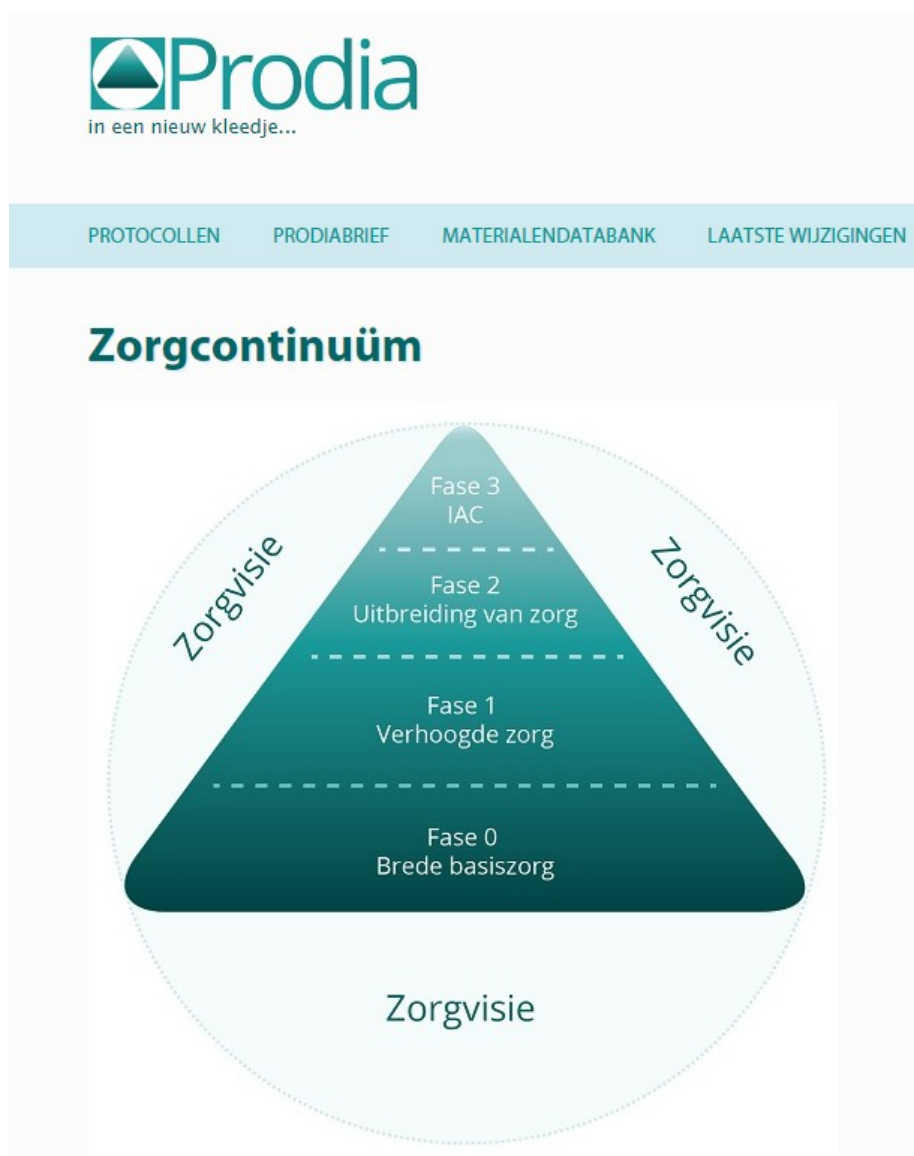 Prodia
in een nieuw kleedje...
PROTOCOLLEN PRODIABRIEF MATERIALENDATABANK LAATSTE WIJZIGINGEN
Zorgcontinuüm
Fase 3
IAC
Zorgvisie
Zorgvisie
Fase 2
Uitbreiding van zorg
Fase 1
Verhoogde zorg
Fase 0
Brede basiszorg
Zorgvisie